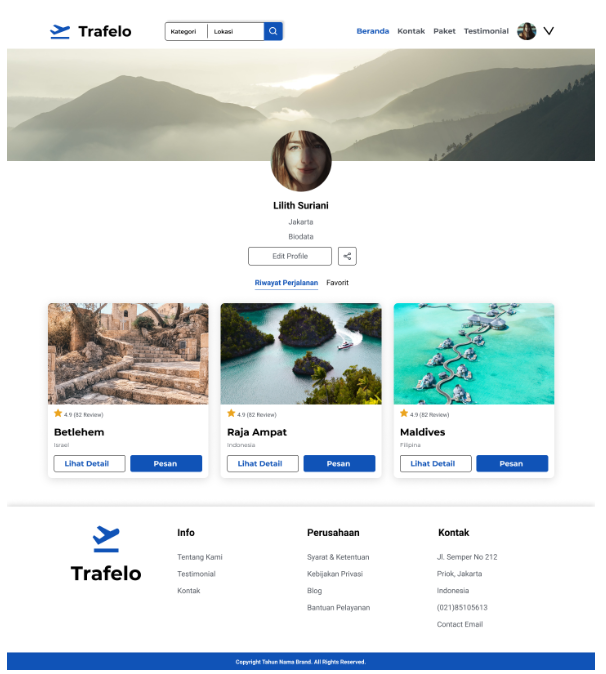 Trafelo
Kategori Lokasi
Beranda Kontak Paket Testimonial
Lilith Suriani
Jakarta
Biodata
Edit Profile
Riwayat Perjalanan Favorit
4.9 (82 Review)
Betlehem
Israel
Lihat Detail Pesan
4.9 (82 Review)
Raja Ampat
Indonesia
Lihat Detail Pesan
4.9 (82 Review)
Maldives
Filipina
Lihat Detail Pesan
Trafelo
Info
Tentang Kami
Testimonial
Kontak
Perusahaan
Syarat & Ketentuan
Kebijakan Privasi
Blog
Bantuan Pelayanan
Kontak
Jl. Semper No 212
Priok, Jakarta
Indonesia
(021)85105613
Contact Email
Copyright Tahun Nama Brand. All Rights Reserved.